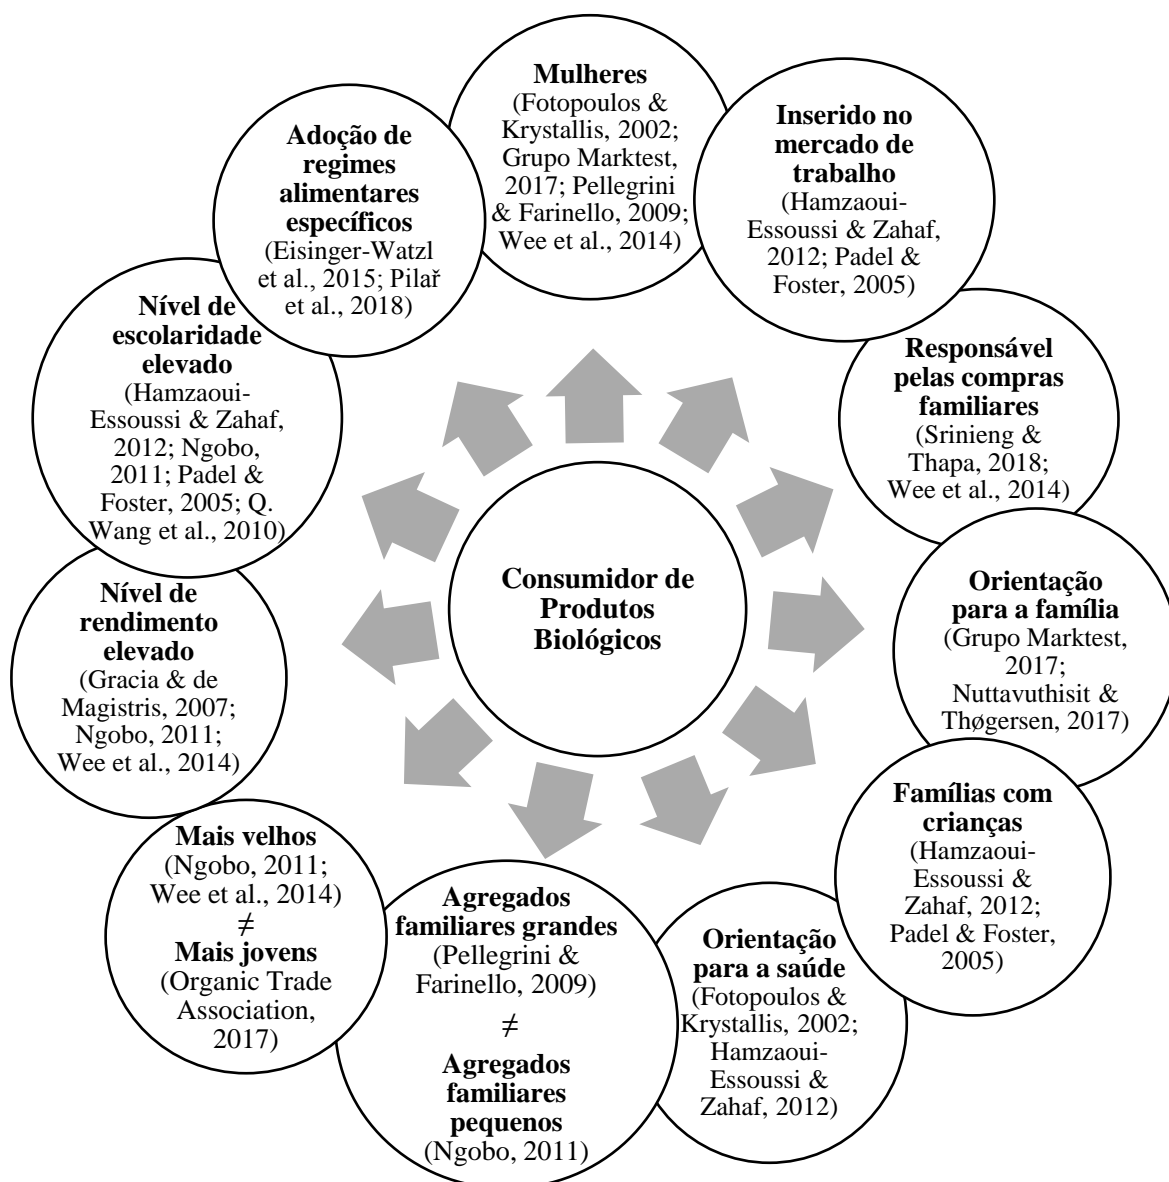 Mulheres
(Fotopoulos &
Krystallis, 2002;
Grupo Marktest,
2017; Pellegrini
& Farinello, 2009;
Wee et al., 2014)
Inserido no
mercado de
trabalho
(Hamzaoui-
Essoussi & Zahaf,
2012; Padel &
Foster, 2005)
Responsável
pelas compras
familiares
(Srinieng &
Thapa, 2018;
Wee et al., 2014)
Orientação
para a família
(Grupo Marktest,
2017;
Nuttavuthisit &
Thøgersen, 2017)
Famílias com
crianças
(Hamzaoui-
Essoussi &
Zahaf, 2012;
Padel & Foster,
2005)
Orientação
para a saúde
(Fotopoulos &
Krystallis, 2002;
Hamzaoui-
Essoussi &
Zahaf, 2012)
Agregados
familiares grandes
(Pellegrini &
Farinello, 2009)
≠
Agregados
familiares
pequenos
(Ngobo, 2011)
Mais velhos
(Ngobo, 2011;
Wee et al., 2014)
≠
Mais jovens
(Organic Trade
Association,
2017)
Nível de
rendimento
elevado
(Gracia & de
Magistris, 2007;
Ngobo, 2011;
Wee et al., 2014)
Nível de
escolaridade
elevado
(Hamzaoui-
Essoussi & Zahaf,
2012; Ngobo,
2011; Padel &
Foster, 2005; Q.
Wang et al., 2010)
Adoção de
regimes
alimentares
específicos
(Eisinger-Watzl
et al., 2015; Pilař
et al., 2018)
Consumidor de
Produtos
Biológicos